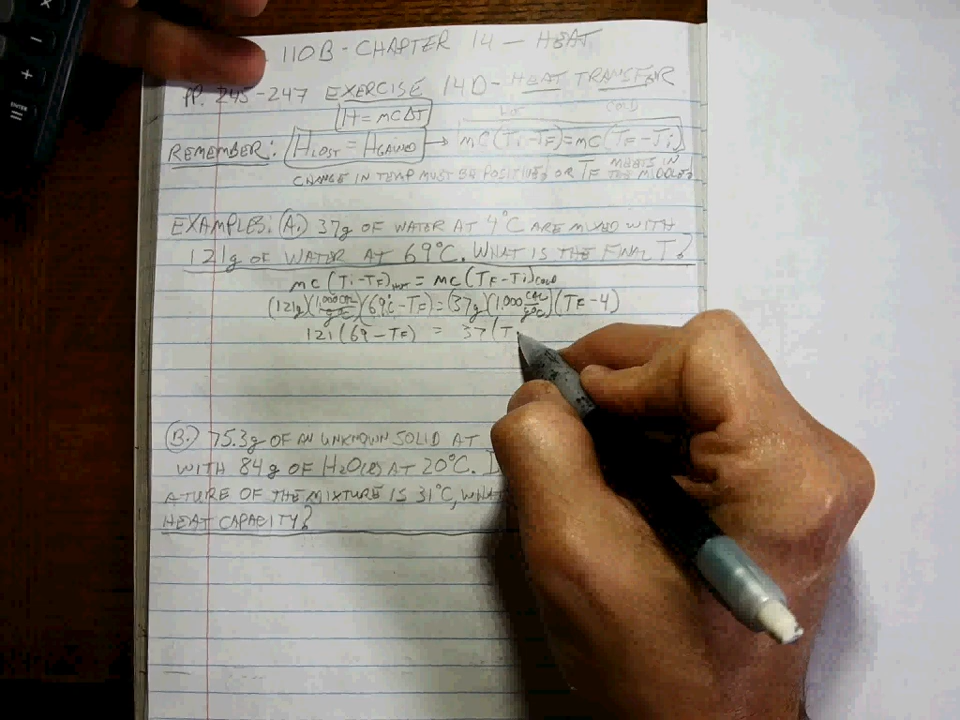 110B - CHAPTER 14 - HEAT
PP. 245-247 EXERCISE 14D - HEAT TRANSFER
H = mCΔT
HOT COLD
REMEMBER: HLOST = HGAINED → mC(Ti-TF)=mC(TF-Ti)
CHANGE IN TEMP MUST BE POSITIVE! OR TF MEETS IN THE MIDDLE
EXAMPLES: (A.) 37g OF WATER AT 4°C ARE MIXED WITH
121g OF WATER AT 69°C. WHAT IS THE FINAL T?
mC(Ti-TF)HOT = mC(TF-Ti)COLD
(121g)(1.000 CAL/g°C)(69°C-TF)=(37g)(1.000 CAL/g°C)(TF-4)
121(69-TF) = 37(T
(B.) 75.3g OF AN UNKNOWN SOLID AT
WITH 84g OF H2O(l) AT 20°C.
ATURE OF THE MIXTURE IS 31°C,
HEAT CAPACITY?
ENTER
+
-
×
=